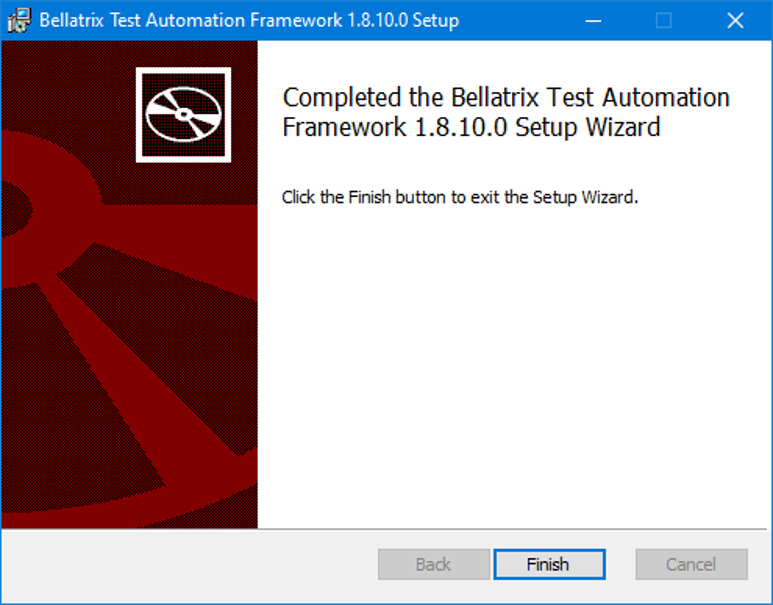 Bellatrix Test Automation Framework 1.8.10.0 Setup
Completed the Bellatrix Test Automation
Framework 1.8.10.0 Setup Wizard
Click the Finish button to exit the Setup Wizard.
Back
Finish
Cancel